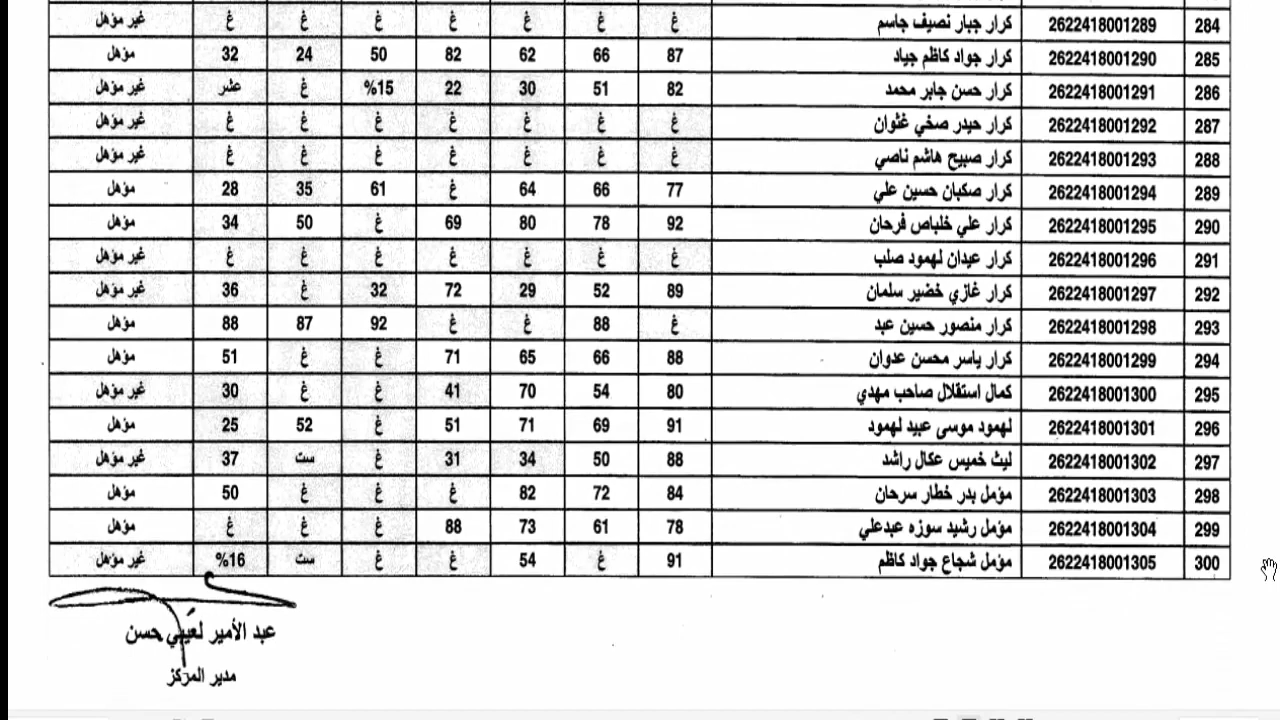 284 2622418001289 كرار جبار نصيف جاسم غ غ غ غ غ غ غ غير مؤهل
285 2622418001290 كرار جواد كاظم جياد 87 66 62 82 50 24 32 مؤهل
286 2622418001291 كرار حسن جابر محمد 82 51 30 22 %15 غ عشر غير مؤهل
287 2622418001292 كرار حيدر صخي غثوان غ غ غ غ غ غ غ غير مؤهل
288 2622418001293 كرار صبيح هاشم ناصي غ غ غ غ غ غ غ غير مؤهل
289 2622418001294 كرار صكبان حسين علي 77 66 64 غ 61 35 28 مؤهل
290 2622418001295 كرار علي خلباص فرحان 92 78 80 69 غ 50 34 مؤهل
291 2622418001296 كرار عيدان لهمود صلب غ غ غ غ غ غ غ غير مؤهل
292 2622418001297 كرار غازي خضير سلمان 89 52 29 72 32 غ 36 غير مؤهل
293 2622418001298 كرار منصور حسين عبد غ 88 غ غ 92 87 88 مؤهل
294 2622418001299 كرار ياسر محسن عدوان 88 66 65 71 غ غ 51 مؤهل
295 2622418001300 كمال استقلال صاحب مهدي 80 54 70 41 غ غ 30 غير مؤهل
296 2622418001301 لهمود موسى عبيد لهمود 91 69 71 51 غ 52 25 مؤهل
297 2622418001302 ليث خميس عكال راشد 88 50 34 31 غ ست 37 غير مؤهل
298 2622418001303 مؤمل بدر خطار سرحان 84 72 82 غ غ غ 50 مؤهل
299 2622418001304 مؤمل رشيد سوزه عبدعلي 78 61 73 88 غ غ غ مؤهل
300 2622418001305 مؤمل شجاع جواد كاظم 91 غ 54 غ غ ست %16 غير مؤهل
عبد الأمير لعيبي حسن
مدير المركز